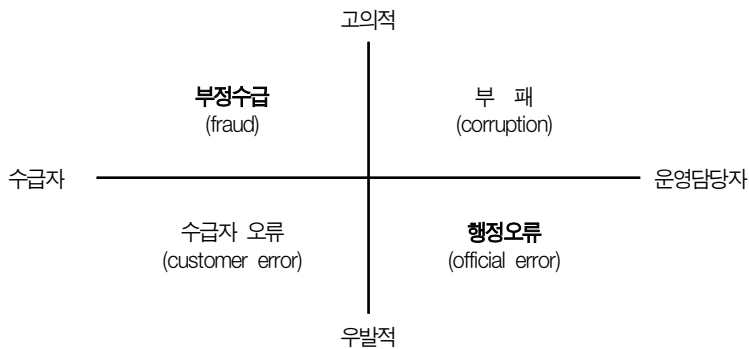 고의적
부정수급
(fraud)
부 패
(corruption)
수급자
운영담당자
수급자 오류
(customer error)
행정오류
(official error)
우발적